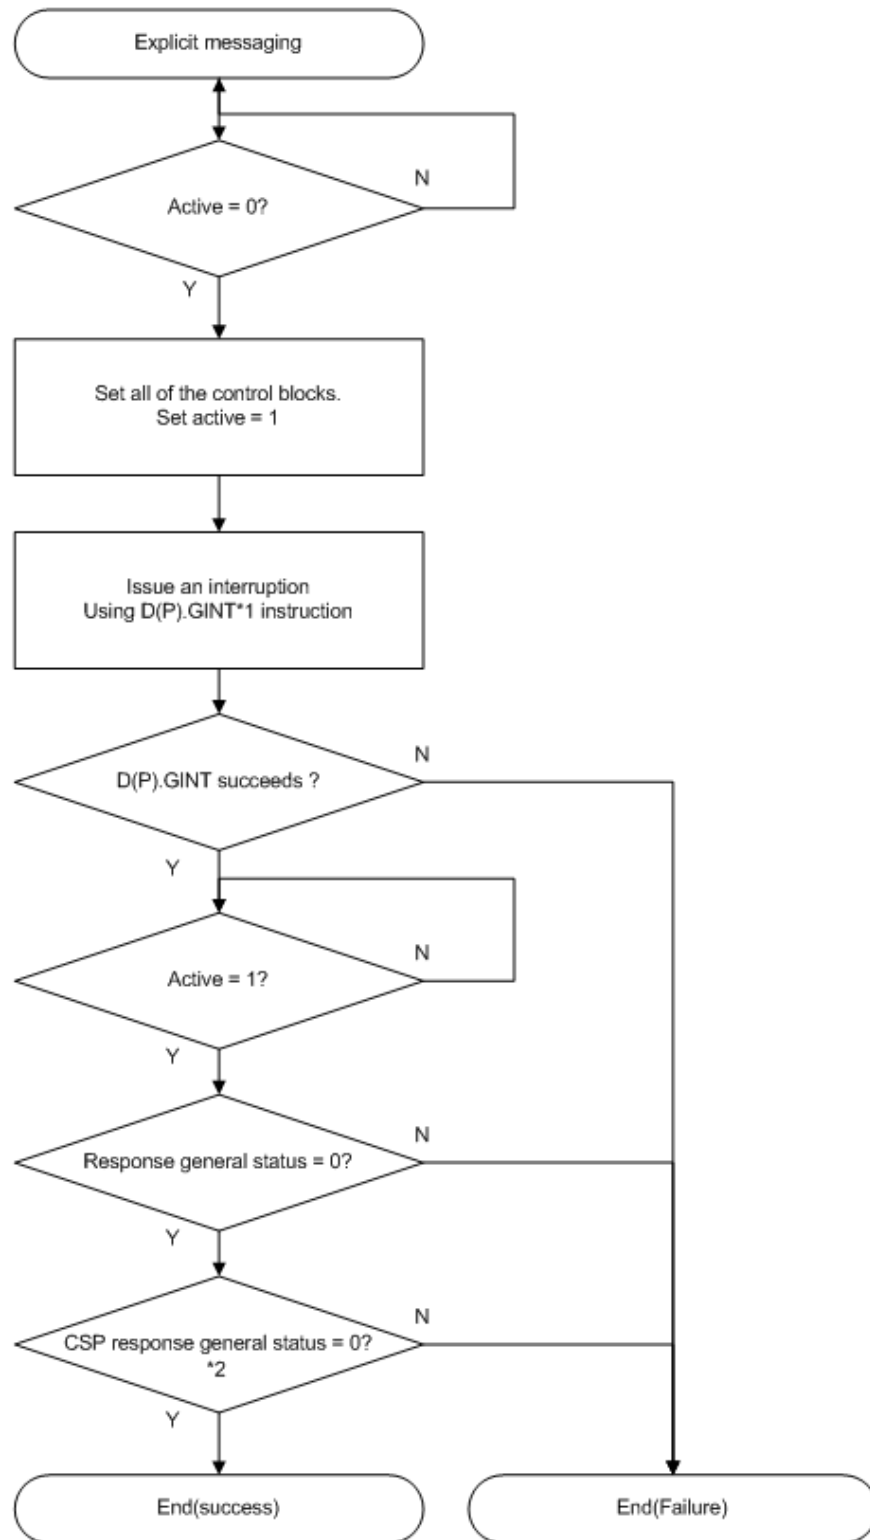 Explicit messaging
N
Active = 0?
Y
Set all of the control blocks.
Set active = 1
Issue an interruption
Using D(P).GINT*1 instruction
N
D(P).GINT succeeds ?
Y
N
Active = 1?
Y
N
Response general status = 0?
Y
N
CSP response general status = 0?
*2
Y
End(success)
End(Failure)